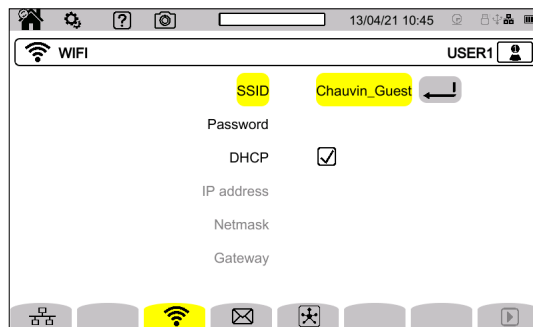 13/04/21 10:45
WIFI USER1
SSID Chauvin_Guest
Password
DHCP
IP address
Netmask
Gateway